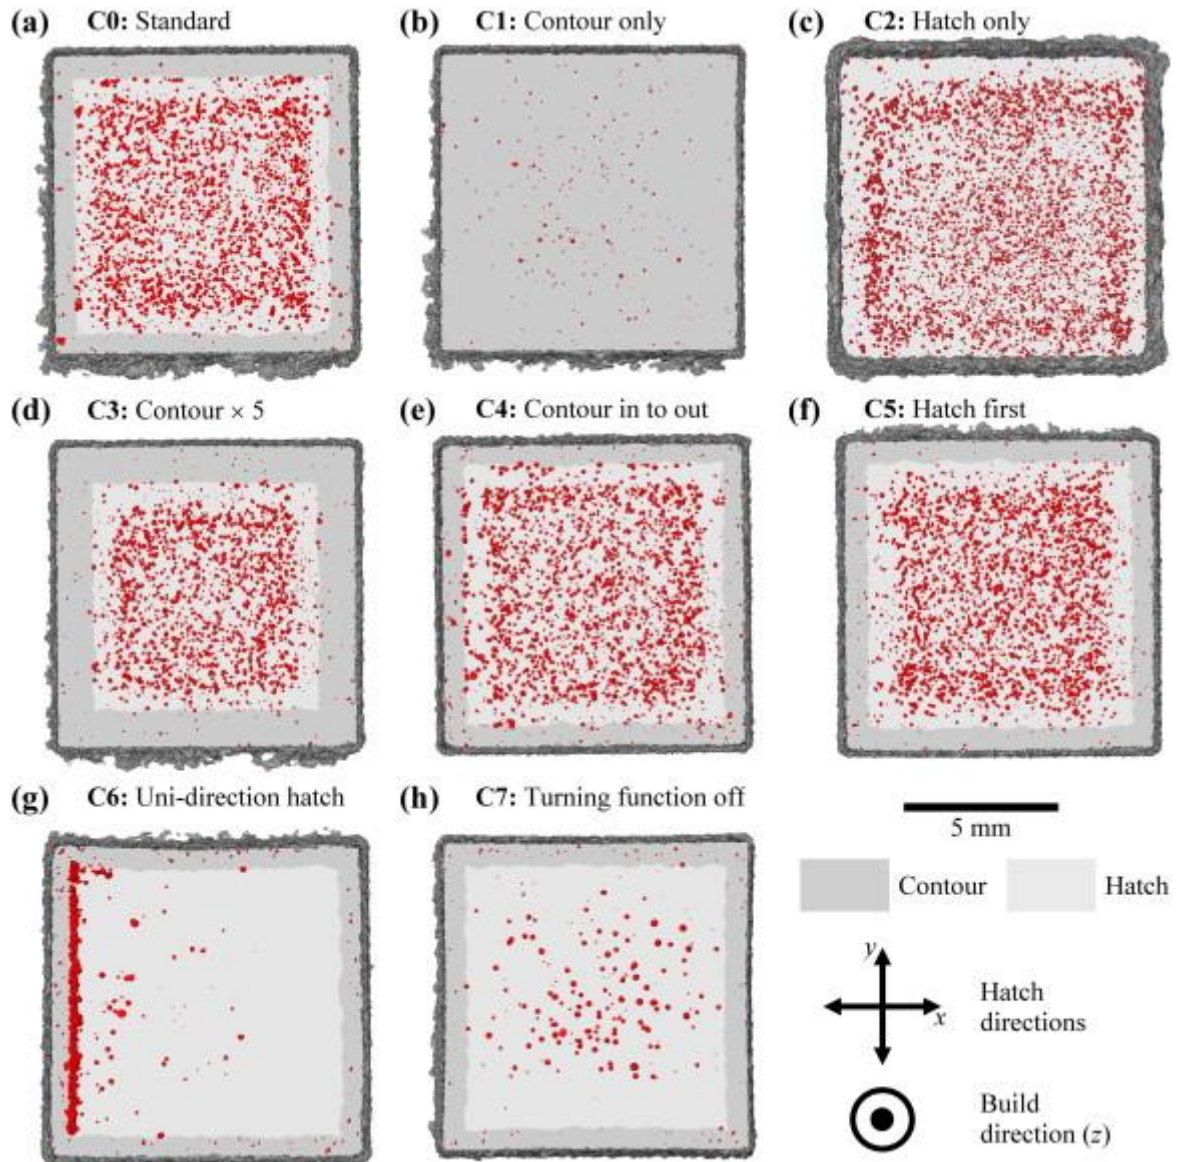 (a) C0: Standard
(b) C1: Contour only
(c) C2: Hatch only
(d) C3: Contour × 5
(e) C4: Contour in to out
(f) C5: Hatch first
(g) C6: Uni-direction hatch
(h) C7: Turning function off
5 mm
Contour
Hatch
y
x
Hatch
directions
Build
direction (z)